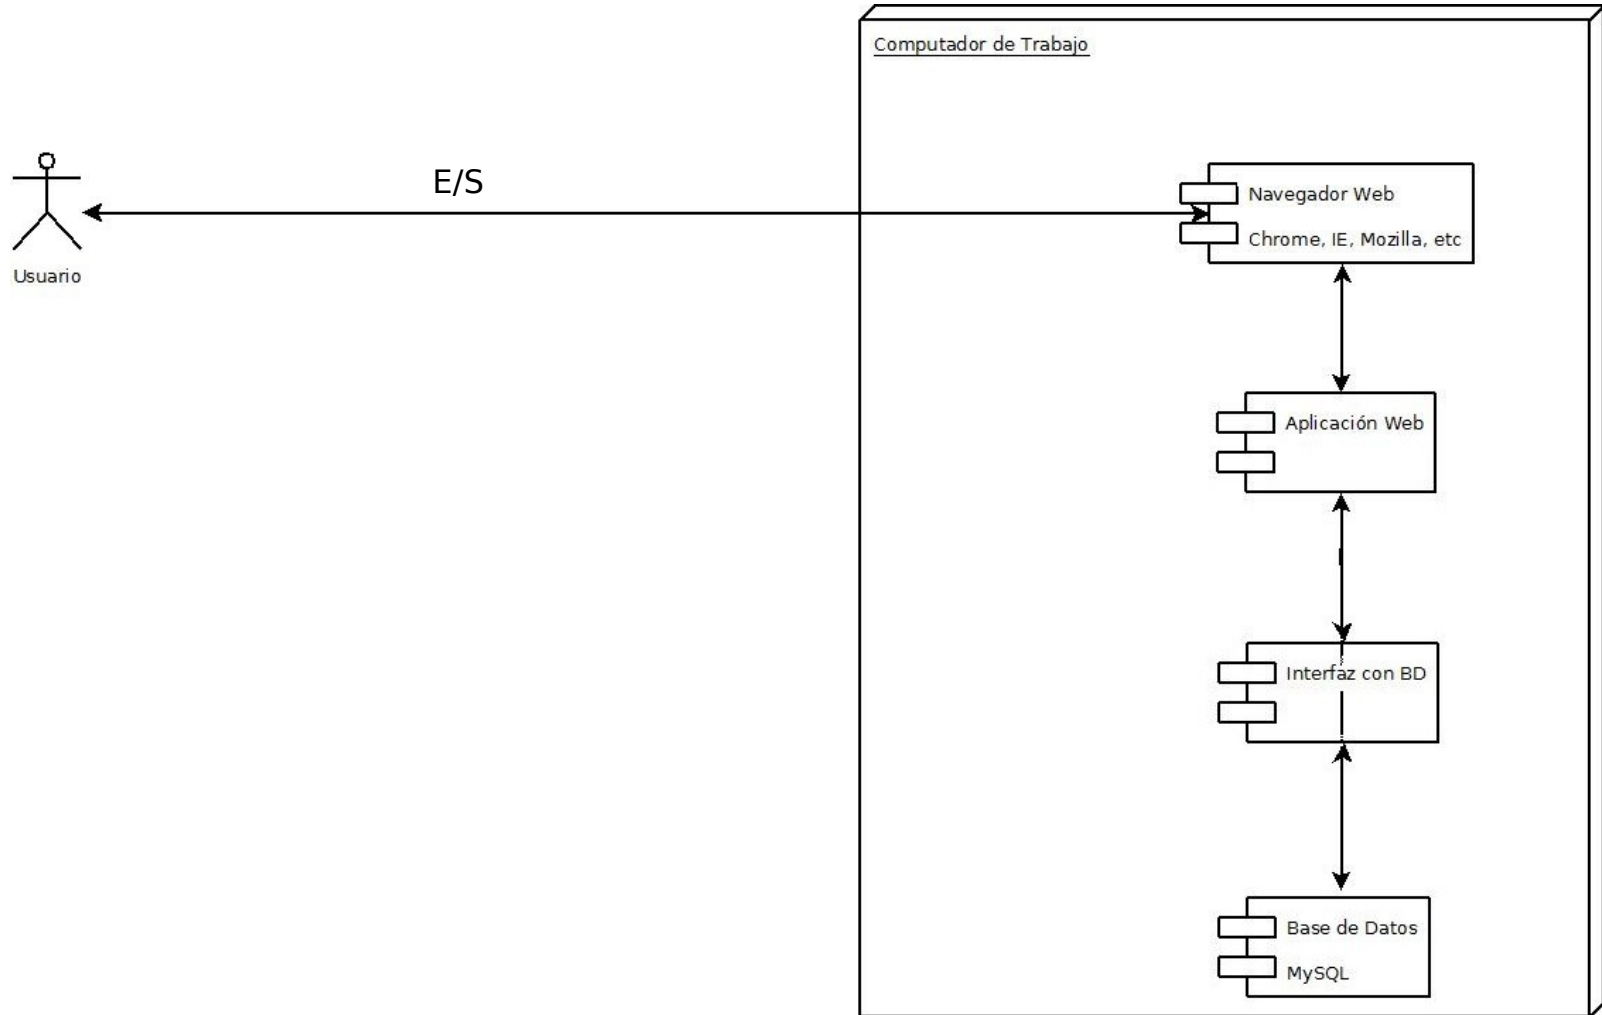 Computador de Trabajo
E/S
Usuario
Navegador Web
Chrome, IE, Mozilla, etc
Aplicación Web
Interfaz con BD
Base de Datos
MySQL